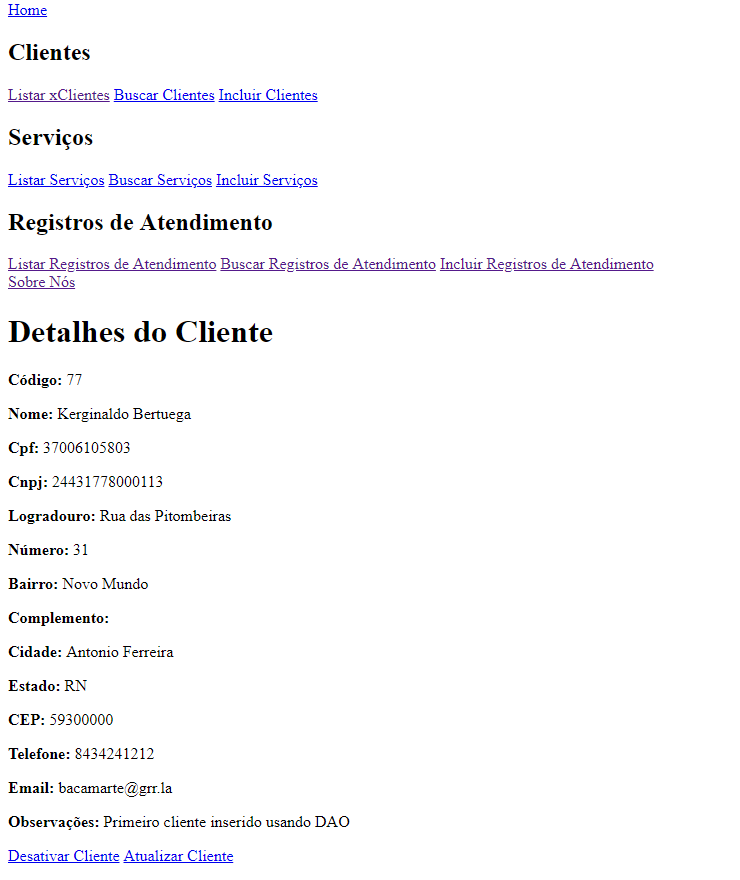 Home
Clientes
Listar xClientes Buscar Clientes Incluir Clientes
Serviços
Listar Serviços Buscar Serviços Incluir Serviços
Registros de Atendimento
Listar Registros de Atendimento Buscar Registros de Atendimento Incluir Registros de Atendimento
Sobre Nós
Detalhes do Cliente
Código: 77
Nome: Kerginaldo Bertuega
Cpf: 37006105803
Cnpj: 24431778000113
Logradouro: Rua das Pitombeiras
Número: 31
Bairro: Novo Mundo
Complemento:
Cidade: Antonio Ferreira
Estado: RN
CEP: 59300000
Telefone: 8434241212
Email: bacamarte@grr.la
Observações: Primeiro cliente inserido usando DAO
Desativar Cliente Atualizar Cliente